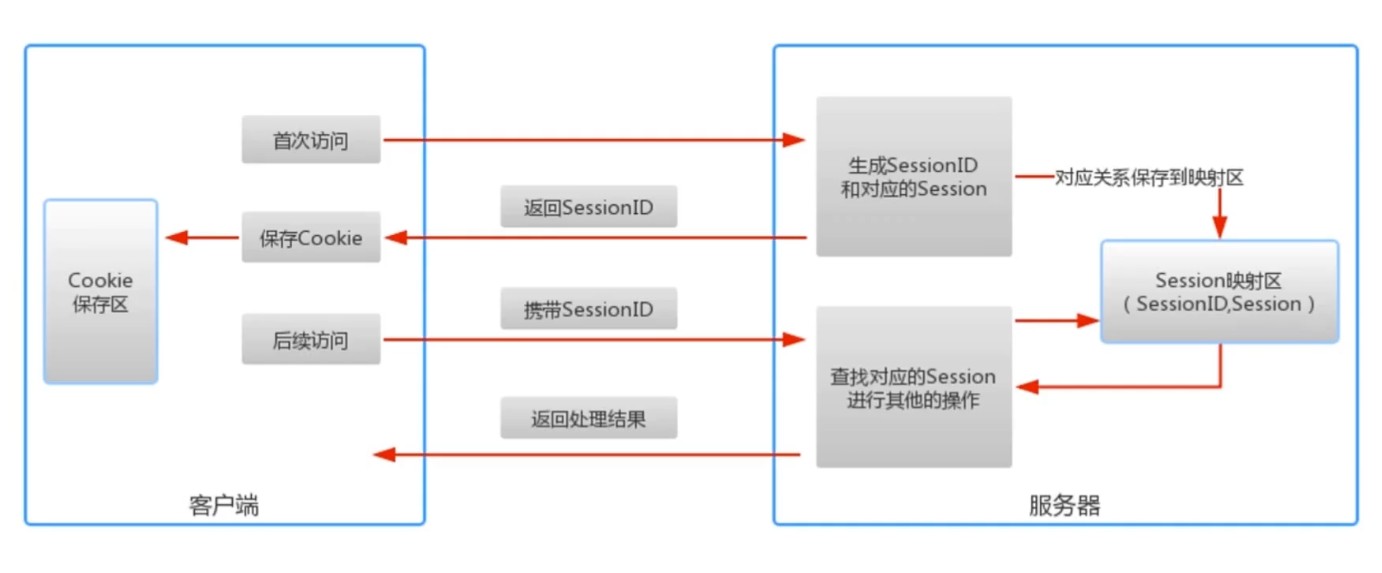 首次访问
生成SessionID
和对应的Session
对应关系保存到映射区
返回SessionID
保存Cookie
Cookie
保存区
Session映射区
（SessionID,Session）
携带SessionID
后续访问
查找对应的Session
进行其他的操作
返回处理结果
客户端
服务器